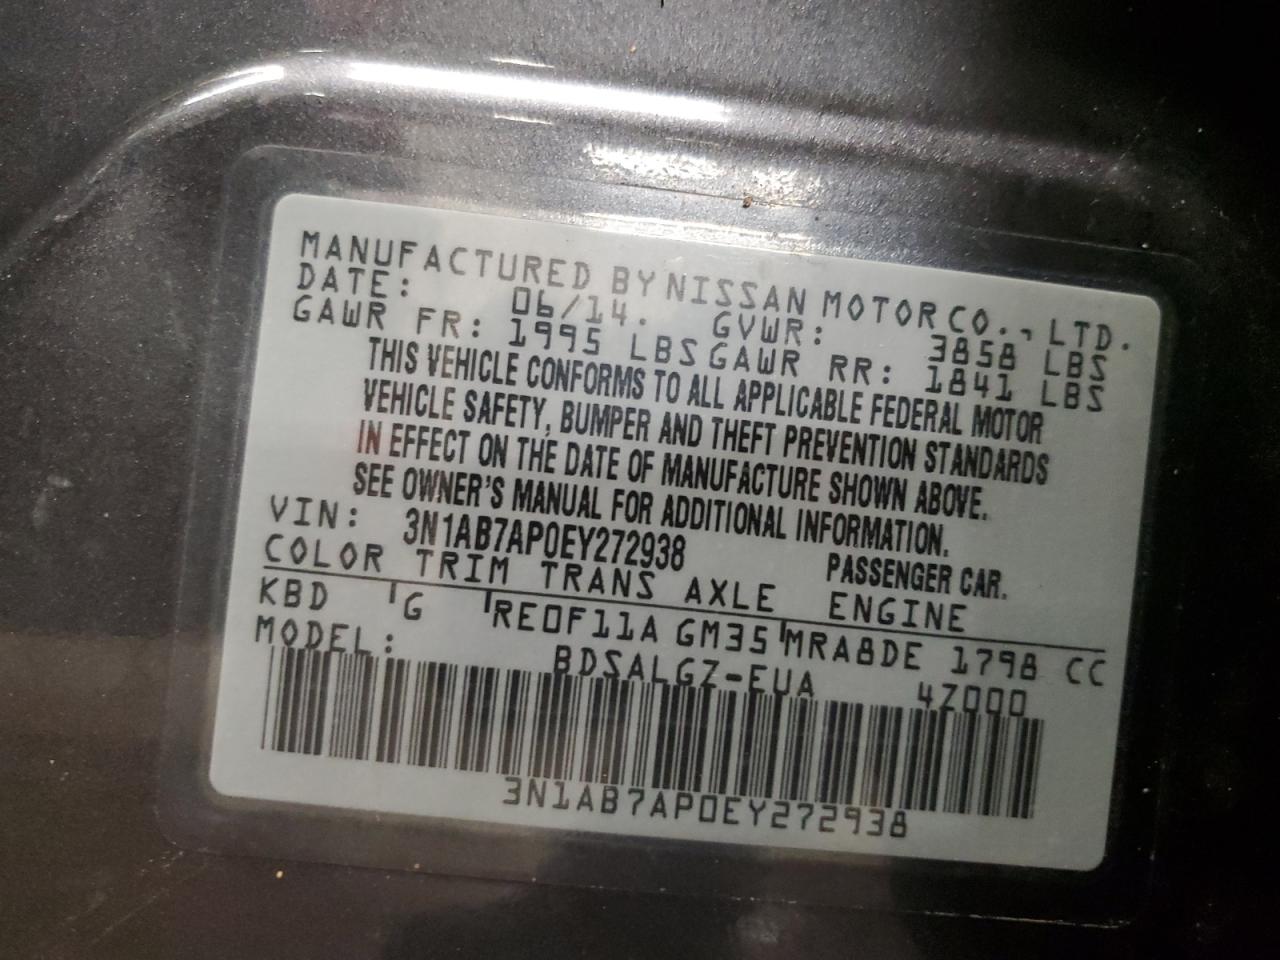 MANUFACTURED BY NISSAN MOTOR CO., LTD.
DATE: 06/14. GVWR: 3858 LBS
GAWR FR: 1995 LBS GAWR RR: 1841 LBS
THIS VEHICLE CONFORMS TO ALL APPLICABLE FEDERAL MOTOR
VEHICLE SAFETY, BUMPER AND THEFT PREVENTION STANDARDS
IN EFFECT ON THE DATE OF MANUFACTURE SHOWN ABOVE.
SEE OWNER'S MANUAL FOR ADDITIONAL INFORMATION.
VIN: 3N1AB7AP0EY272938 PASSENGER CAR.
COLOR TRIM TRANS AXLE ENGINE
KBD G RE0F11A GM35 MRA8DE 1798 CC
MODEL: BDSALGZ-EUA 4Z000
3N1AB7AP0EY272938